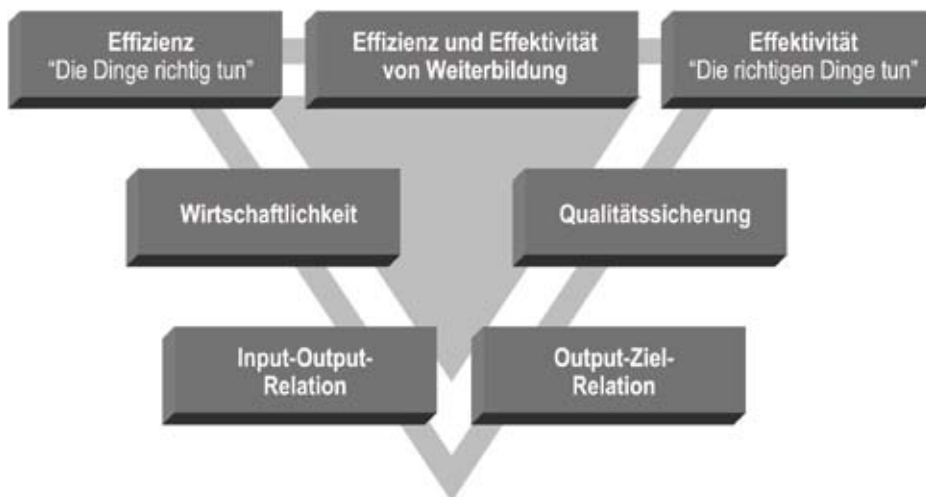 Effizienz
“Die Dinge richtig tun”
Effizienz und Effektivität
von Weiterbildung
Effektivität
“Die richtigen Dinge tun”
Wirtschaftlichkeit
Qualitätssicherung
Input-Output-
Relation
Output-Ziel-
Relation